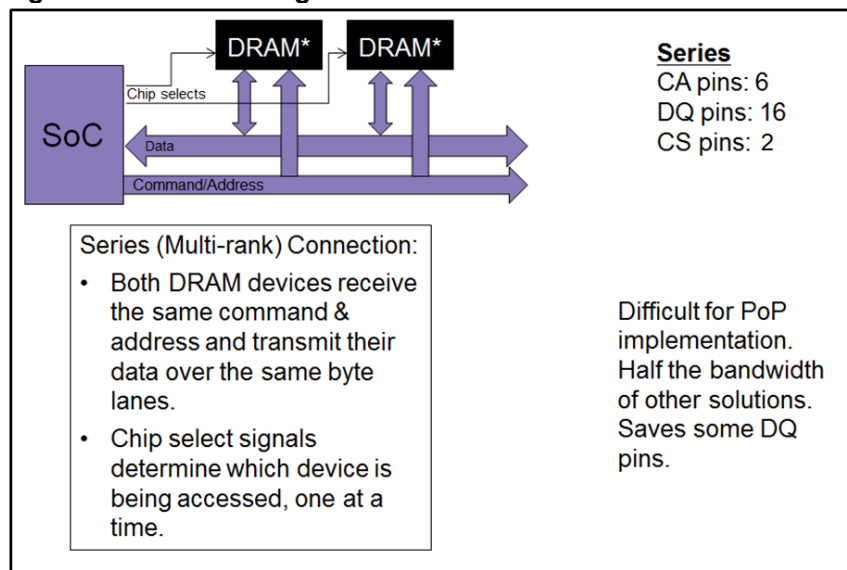 DRAM*
DRAM*
Chip selects
SoC
Data
Command/Address
Series
CA pins: 6
DQ pins: 16
CS pins: 2
Series (Multi-rank) Connection:
• Both DRAM devices receive
the same command &
address and transmit their
data over the same byte
lanes.
• Chip select signals
determine which device is
being accessed, one at a
time.
Difficult for PoP
implementation.
Half the bandwidth
of other solutions.
Saves some DQ
pins.